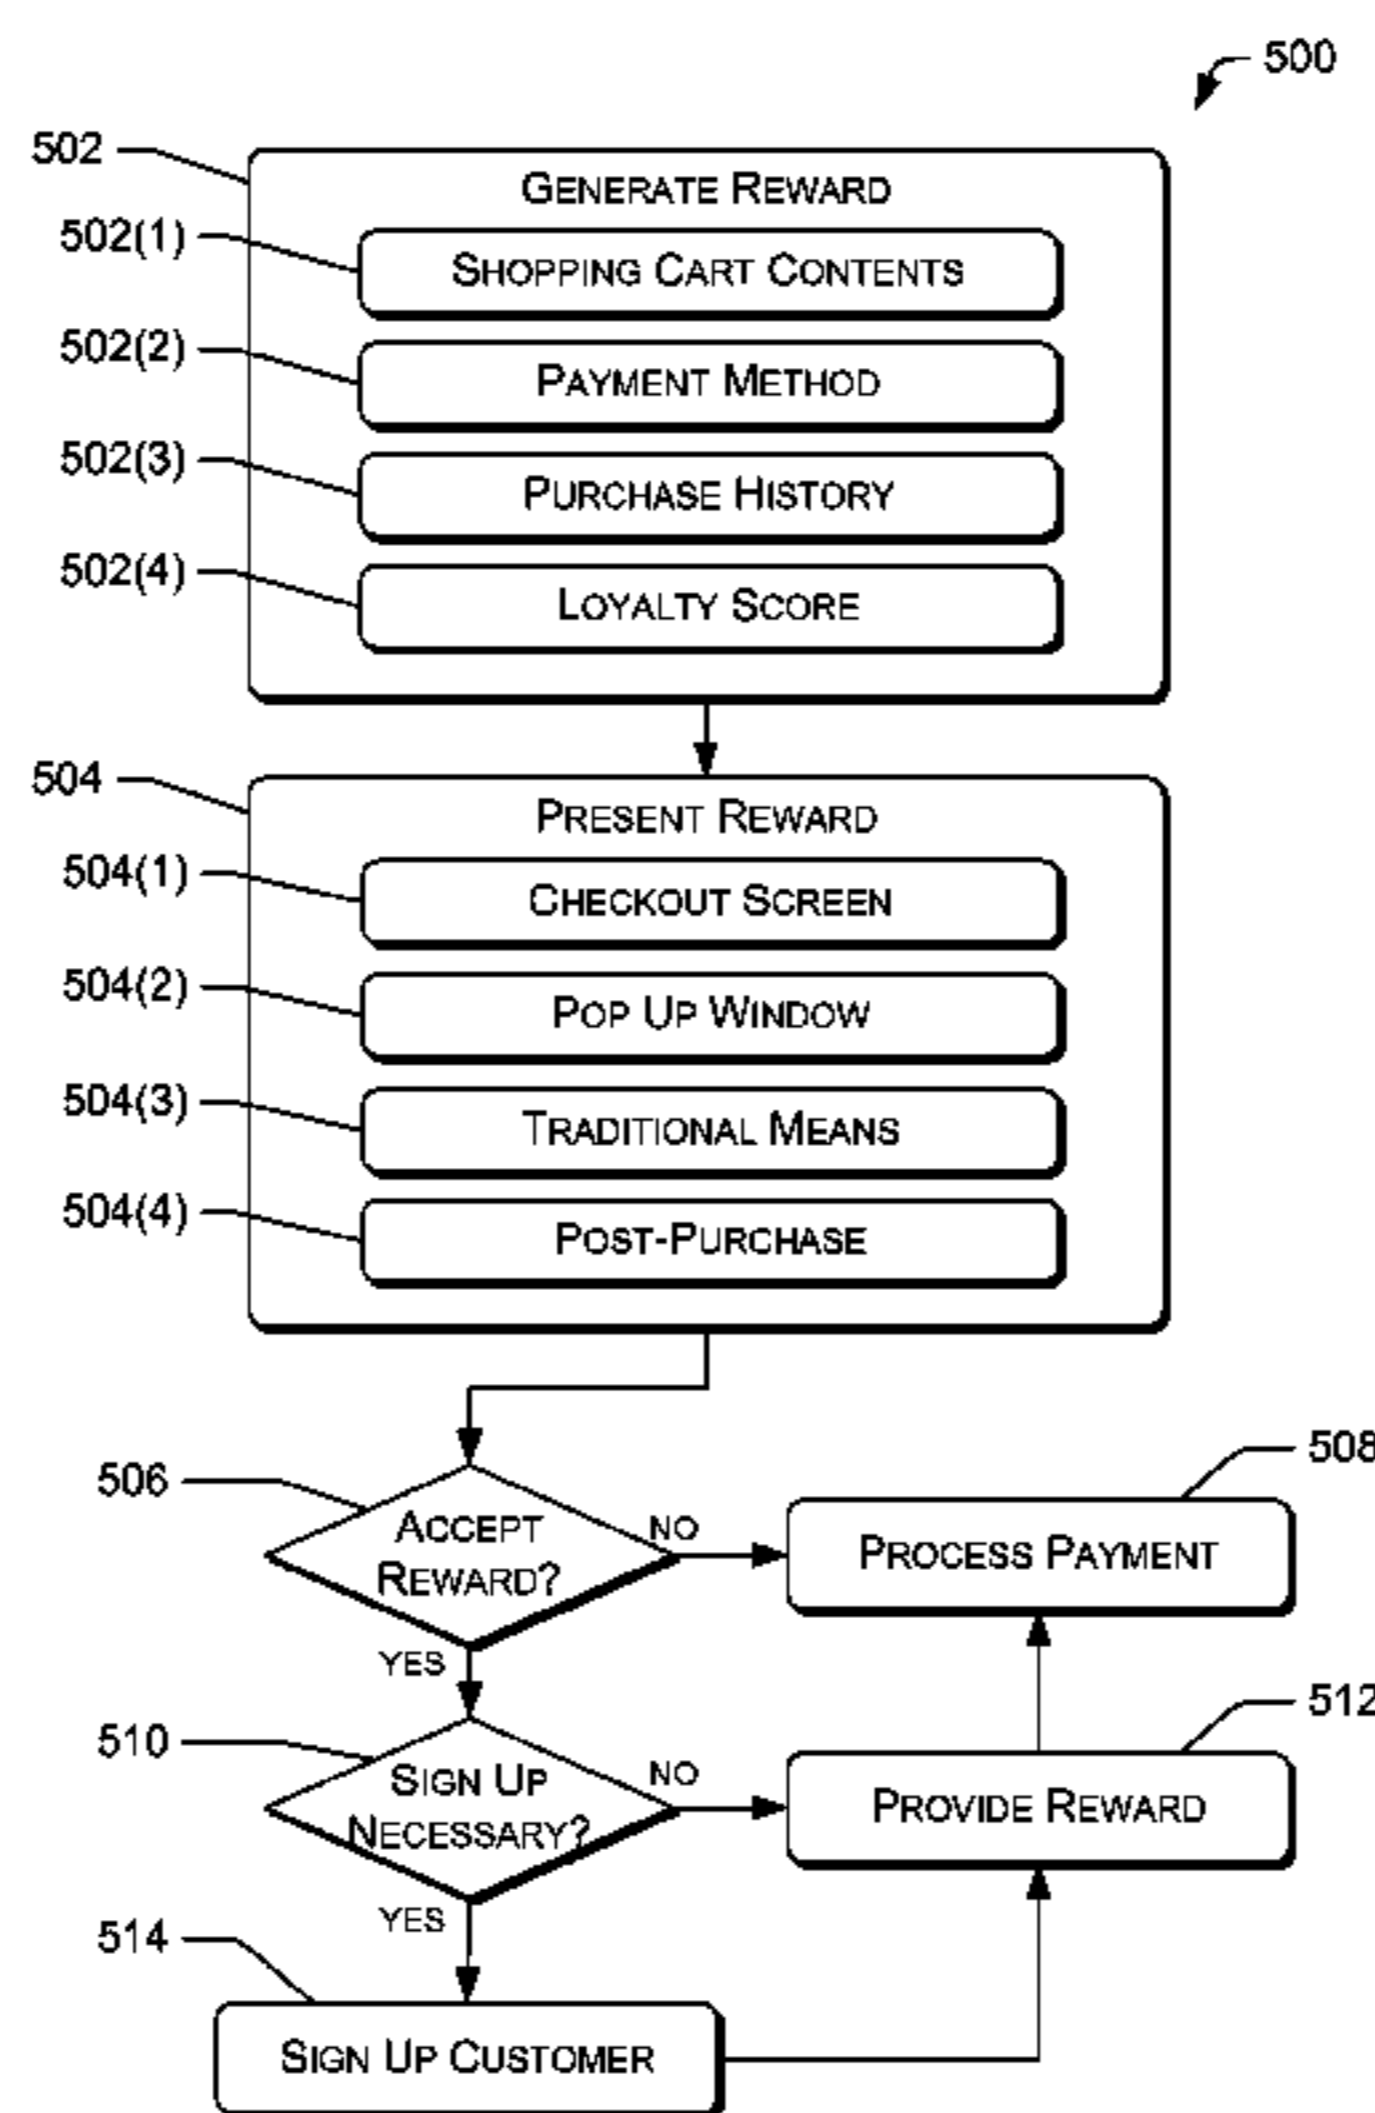 500
502
GENERATE REWARD
502(1)
SHOPPING CART CONTENTS
502(2)
PAYMENT METHOD
502(3)
PURCHASE HISTORY
502(4)
LOYALTY SCORE
504
PRESENT REWARD
504(1)
CHECKOUT SCREEN
504(2)
POP UP WINDOW
504(3)
TRADITIONAL MEANS
504(4)
POST-PURCHASE
506
ACCEPT
REWARD?
NO
508
PROCESS PAYMENT
YES
510
SIGN UP
NECESSARY?
NO
512
PROVIDE REWARD
YES
514
SIGN UP CUSTOMER